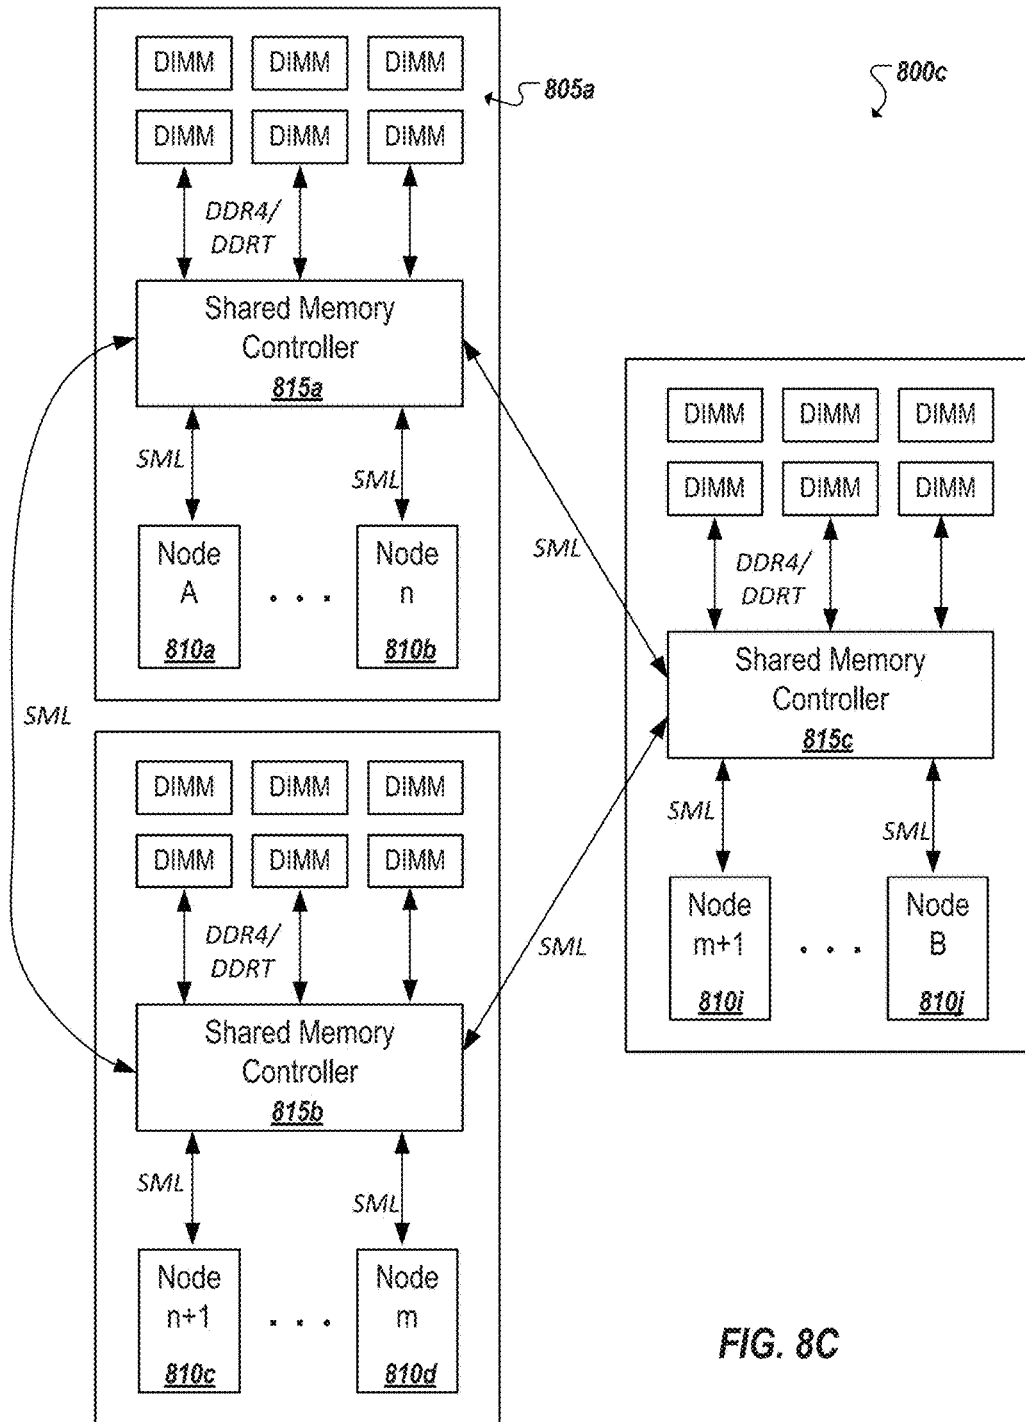 DIMM DIMM DIMM
805a
800c
DIMM DIMM DIMM
DDR4/
DDRT
Shared Memory
Controller
815a
SML
SML
Node
A
810a
. . .
Node
n
810b
SML
SML
DIMM DIMM DIMM
DIMM DIMM DIMM
DDR4/
DDRT
Shared Memory
Controller
815c
SML
SML
Node
m+1
810i
. . .
Node
B
810j
DIMM DIMM DIMM
DIMM DIMM DIMM
DDR4/
DDRT
SML
Shared Memory
Controller
815b
SML
SML
Node
n+1
810c
. . .
Node
m
810d
FIG. 8C